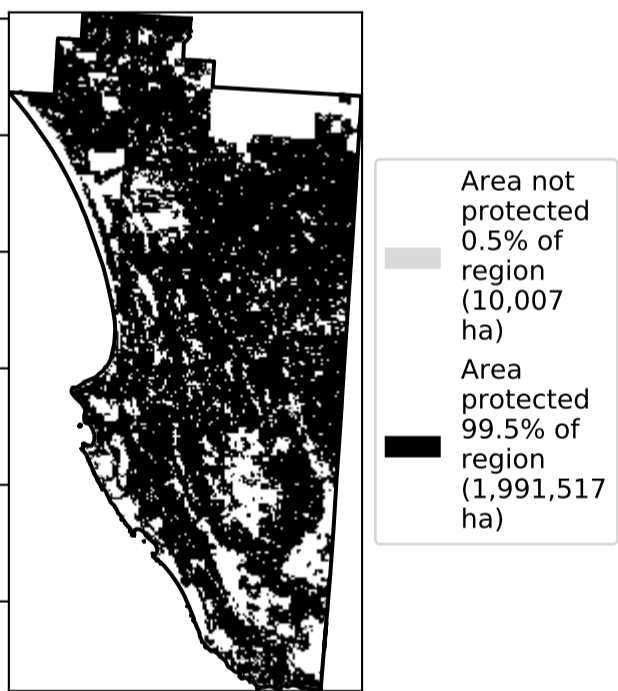 Area not
protected
0.5% of
region
(10,007
ha)
Area
protected
99.5% of
region
(1,991,517
ha)